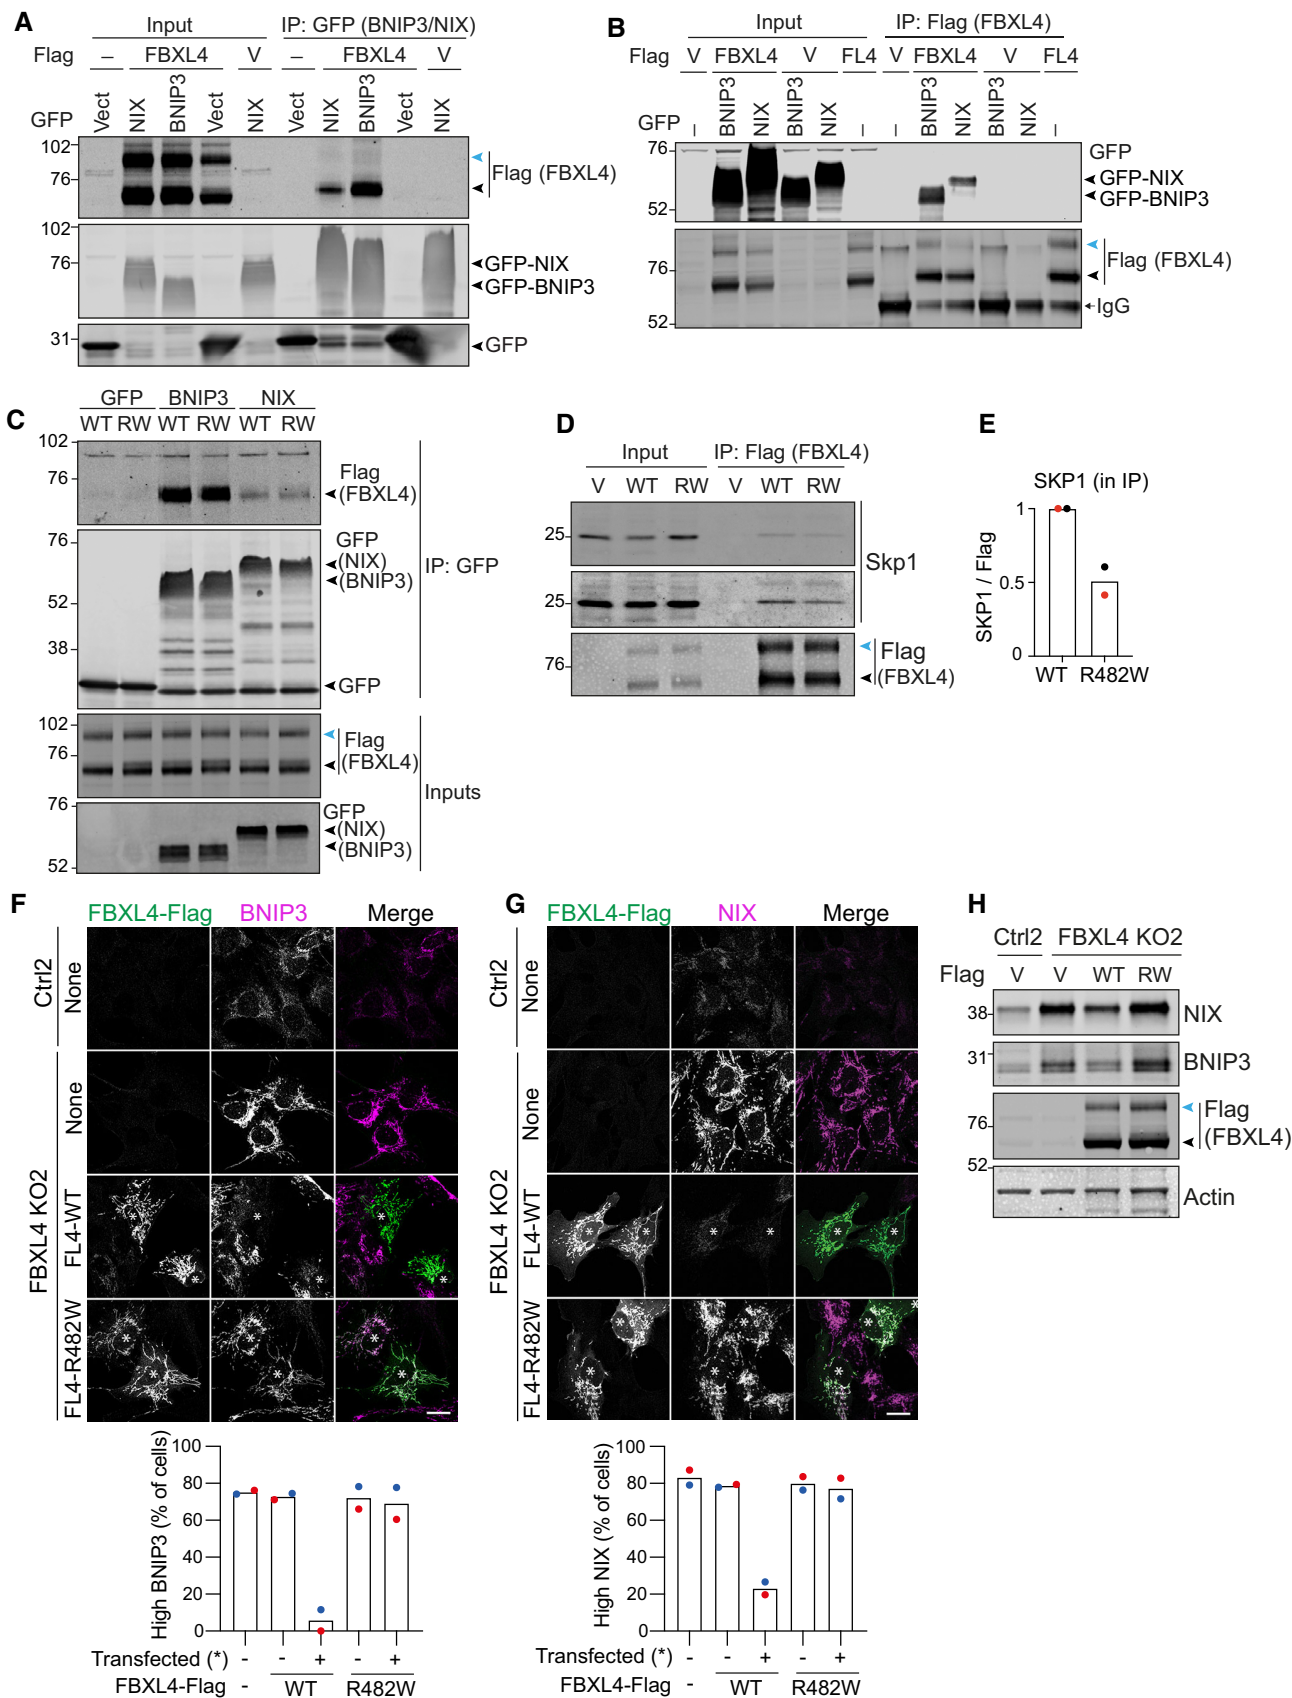 A
Input
IP: GFP (BNIP3/NIX)
Flag
–
FBXL4
V
–
FBXL4
V
GFP
Vect
NIX
BNIP3
Vect
NIX
Vect
NIX
BNIP3
Vect
NIX
102
76
Flag (FBXL4)
102
76
GFP-NIX
GFP-BNIP3
31
GFP
B
Input
IP: Flag (FBXL4)
Flag
V
FBXL4
V
FL4
V
FBXL4
V
FL4
GFP
–
BNIP3
NIX
BNIP3
NIX
–
–
BNIP3
NIX
BNIP3
NIX
–
76
52
GFP
GFP-NIX
GFP-BNIP3
76
52
Flag (FBXL4)
IgG
C
GFP
BNIP3
NIX
WT RW WT RW WT RW
102
76
Flag
(FBXL4)
76
52
38
GFP
(NIX)
(BNIP3)
GFP
IP: GFP
102
76
Flag
(FBXL4)
76
52
GFP
(NIX)
(BNIP3)
Inputs
D
Input
IP: Flag (FBXL4)
V WT RW V WT RW
25
25
Skp1
76
Flag
(FBXL4)
E
SKP1 (in IP)
SKP1 / Flag
1
0.5
0
WT R482W
F
FBXL4-Flag
BNIP3
Merge
Ctrl2
None
FBXL4 KO2
None
FL4-WT
* * * * * *
FL4-R482W
* * * * * *
High BNIP3 (% of cells)
100
80
60
40
20
0
Transfected (*) - - + - +
FBXL4-Flag - WT R482W
G
FBXL4-Flag
NIX
Merge
Ctrl2
None
FBXL4 KO2
None
FL4-WT
* * * * * *
FL4-R482W
* * * * * * *
High NIX (% of cells)
100
80
60
40
20
0
- - + - +
- WT R482W
H
Ctrl2 FBXL4 KO2
Flag V V WT RW
38
NIX
31
BNIP3
76
52
Flag
(FBXL4)
Actin